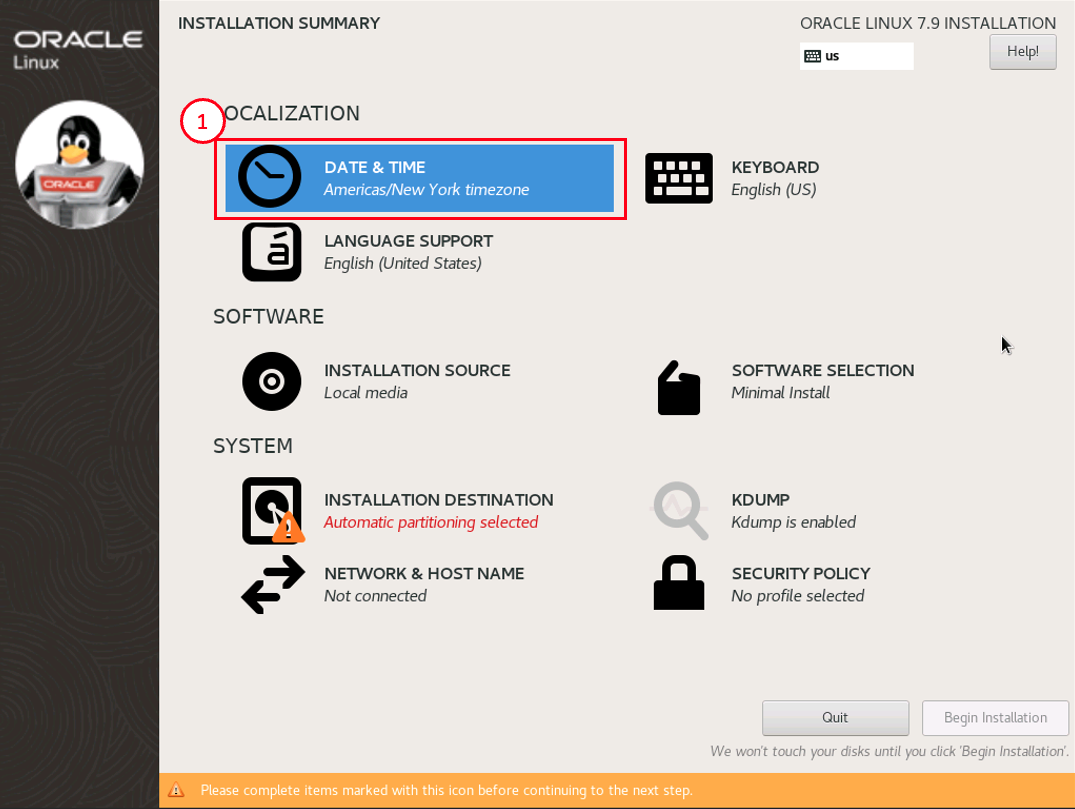 INSTALLATION SUMMARY
ORACLE LINUX 7.9 INSTALLATION
ORACLE
Linux
us
Help!
1
OCALIZATION
ORACLE
DATE & TIME
Americas/New York timezone
KEYBOARD
English (US)
á
LANGUAGE SUPPORT
English (United States)
SOFTWARE
INSTALLATION SOURCE
Local media
SOFTWARE SELECTION
Minimal Install
SYSTEM
INSTALLATION DESTINATION
Automatic partitioning selected
KDUMP
Kdump is enabled
NETWORK & HOST NAME
Not connected
SECURITY POLICY
No profile selected
Quit
Begin Installation
We won't touch your disks until you click 'Begin Installation'.
Please complete items marked with this icon before continuing to the next step.